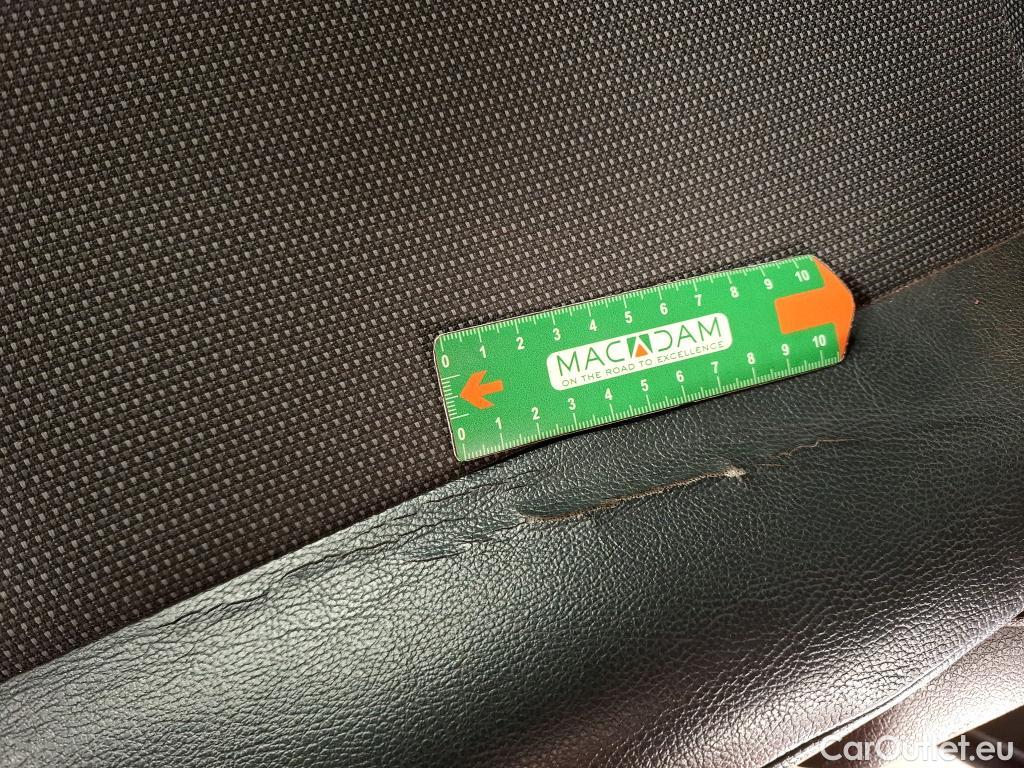 0 1 2 3 4 5 6 7 8 9 10
MACADAM
ON THE ROAD TO EXCELLENCE
0 1 2 3 4 5 6 7 8 9 10
CarOutlet.eu